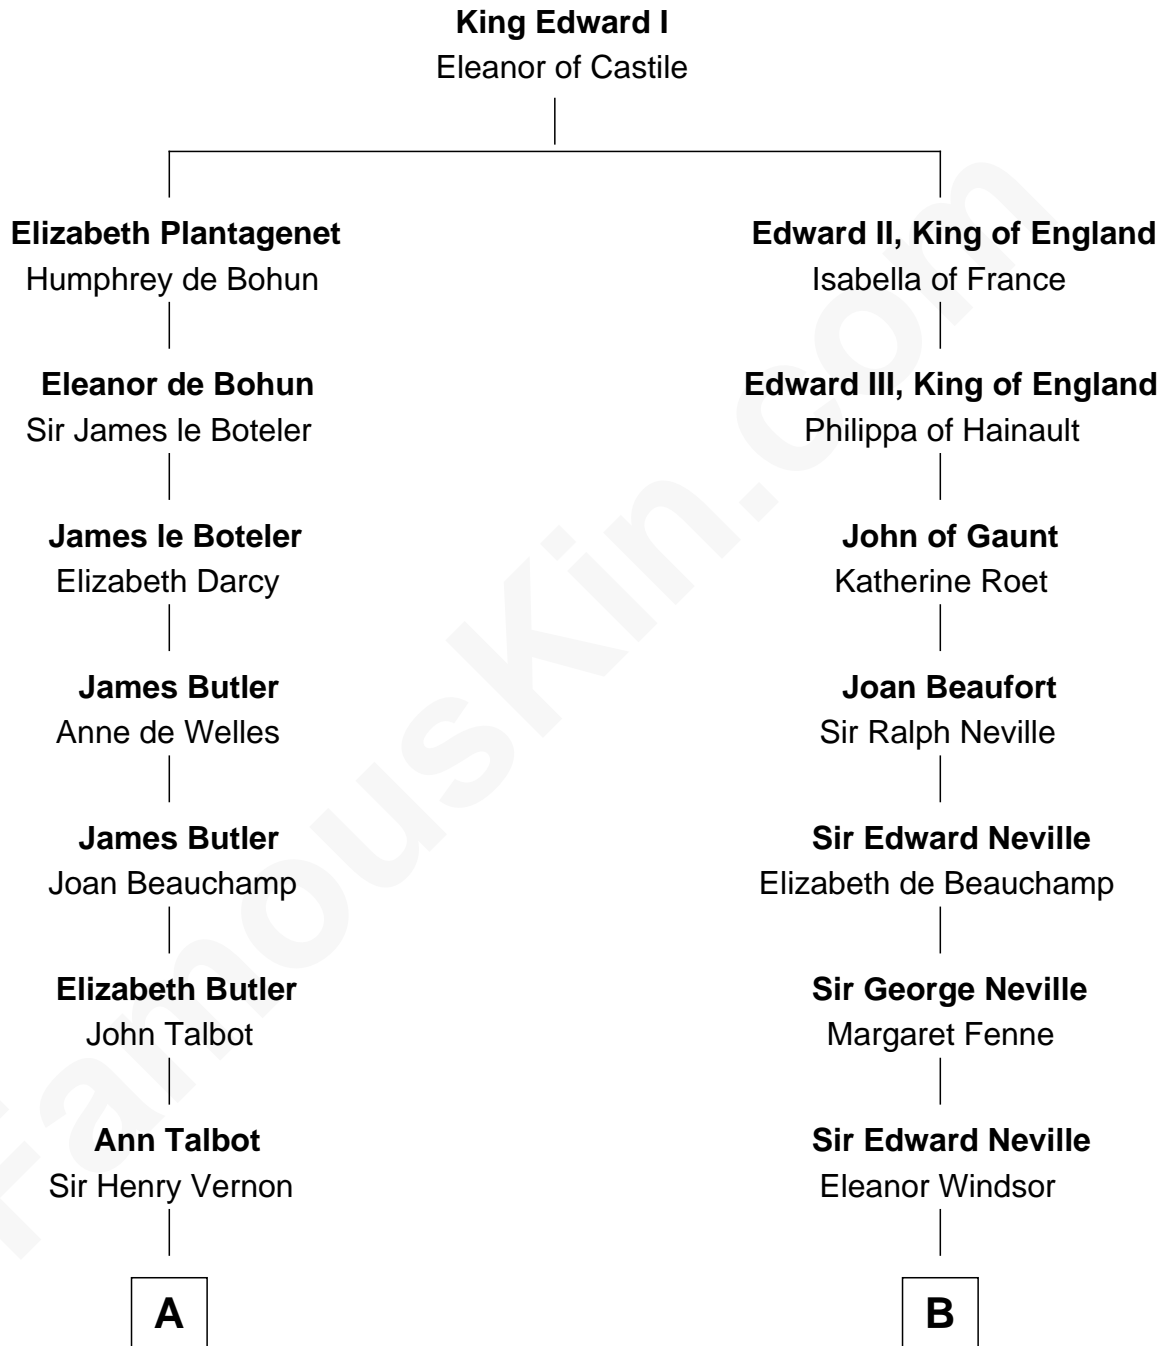 King Edward I
Eleanor of Castile
Elizabeth Plantagenet
Humphrey de Bohun
Edward II, King of England
Isabella of France
Eleanor de Bohun
Sir James le Boteler
Edward III, King of England
Philippa of Hainault
James le Boteler
Elizabeth Darcy
John of Gaunt
Katherine Roet
James Butler
Anne de Welles
Joan Beaufort
Sir Ralph Neville
James Butler
Joan Beauchamp
Sir Edward Neville
Elizabeth de Beauchamp
Elizabeth Butler
John Talbot
Sir George Neville
Margaret Fenne
Ann Talbot
Sir Henry Vernon
Sir Edward Neville
Eleanor Windsor
A
B
FamousKin.com